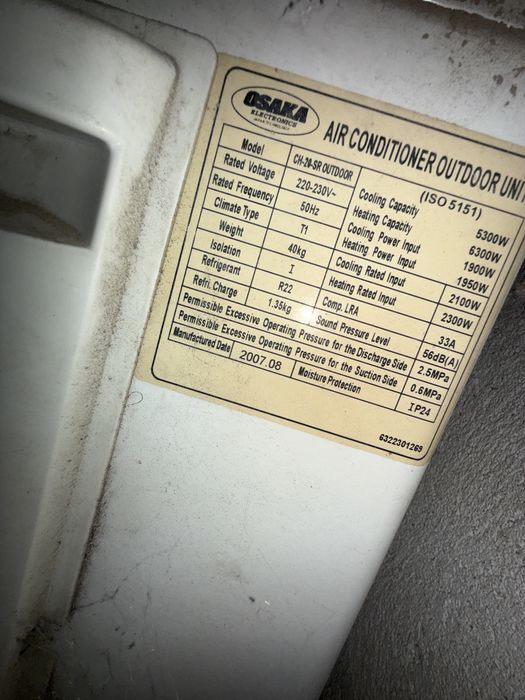 OSAKA
ELECTRONICS
AIR CONDITIONER OUTDOOR UNI
(ISO 5151)
Model CH-28-SR OUTDOOR Cooling Capacity 5300W
Rated Voltage 220-230V~ Heating Capacity 6300W
Rated Frequency 50Hz Cooling Power Input 1900W
Climate Type T1 Heating Power Input 1950W
Weight 40kg Cooling Rated Input 2100W
Isolation I Heating Rated Input 2300W
Refrigerant R22 Comp. LRA 33A
Refri. Charge 1.35kg Sound Pressure Level 56dB(A)
Permissible Excessive Operating Pressure for the Discharge Side 2.5MPa
Permissible Excessive Operating Pressure for the Suction Side 0.6MPa
Manufactured Date 2007.08 Moisture Protection IP24
6322301269